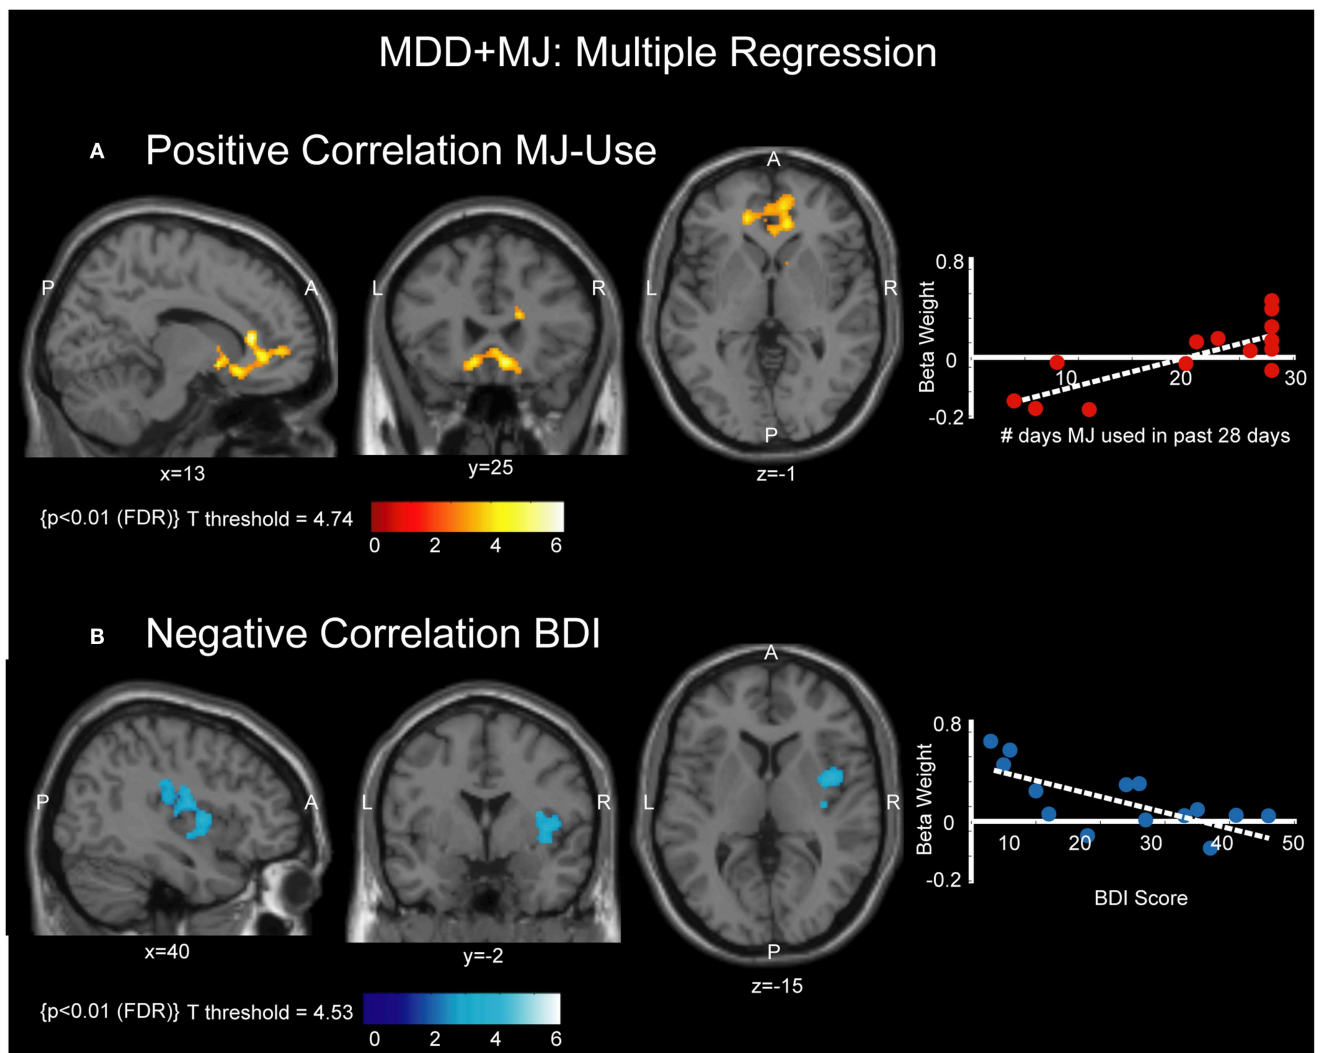 MDD+MJ: Multiple Regression
A Positive Correlation MJ-Use
P A
L R
A
L R
P
x=13
y=25
z=-1
0.8
0
-0.2
Beta Weight
10 20 30
# days MJ used in past 28 days
{p<0.01 (FDR)} T threshold = 4.74
0 2 4 6
B Negative Correlation BDI
P A
L R
A
L R
P
x=40
y=-2
z=-15
0.8
0
-0.2
Beta Weight
10 20 30 40 50
BDI Score
{p<0.01 (FDR)} T threshold = 4.53
0 2 4 6